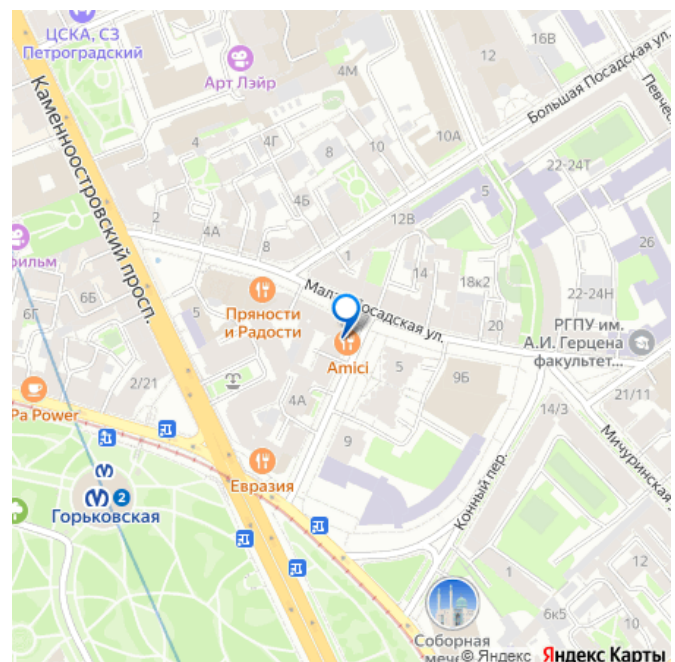 ЦСКА, СЗ
Петроградский
Арт Лэйр
4М
12
16В
Большая Посадская ул.
Певчес
Каменноостровский просп.
4
4Г
8
10
10А
22-24Т
5
2
4А
4Б
8
1
12В
26
фильм
6Г
6Б
5
Пряности
и Радости
Малая Посадская ул.
14
18к2
20
22-24Н
РГПУ им.
А.И. Герцена
факультет...
Amici
2/21
4А
9Б
14/3
21/11
Pa Power
Евразия
9
Конный пер.
Мичуринская
2
Горьковская
1
12
6к5
10
Соборная
мече
© Яндекс Яндекс Карты